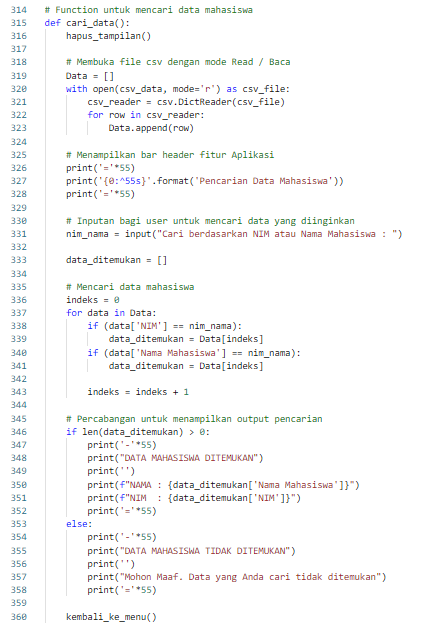 314 # Function untuk mencari data mahasiswa
315 def cari_data():
316     hapus_tampilan()
317
318     # Membuka file csv dengan mode Read / Baca
319     Data = []
320     with open(csv_data, mode='r') as csv_file:
321         csv_reader = csv.DictReader(csv_file)
322         for row in csv_reader:
323             Data.append(row)
324
325     # Menampilkan bar header fitur Aplikasi
326     print('='*55)
327     print('{0:^55s}'.format('Pencarian Data Mahasiswa'))
328     print('='*55)
329
330     # Inputan bagi user untuk mencari data yang diinginkan
331     nim_nama = input("Cari berdasarkan NIM atau Nama Mahasiswa : ")
332
333     data_ditemukan = []
334
335     # Mencari data mahasiswa
336     indeks = 0
337     for data in Data:
338         if (data['NIM'] == nim_nama):
339             data_ditemukan = Data[indeks]
340         if (data['Nama Mahasiswa'] == nim_nama):
341             data_ditemukan = Data[indeks]
342
343         indeks = indeks + 1
344
345     # Percabangan untuk menampilkan output pencarian
346     if len(data_ditemukan) > 0:
347         print('-'*55)
348         print("DATA MAHASISWA DITEMUKAN")
349         print('')
350         print(f"NAMA : {data_ditemukan['Nama Mahasiswa']}")
351         print(f"NIM  : {data_ditemukan['NIM']}")
352         print('='*55)
353     else:
354         print('-'*55)
355         print("DATA MAHASISWA TIDAK DITEMUKAN")
356         print('')
357         print("Mohon Maaf. Data yang Anda cari tidak ditemukan")
358         print('='*55)
359
360     kembali_ke_menu()